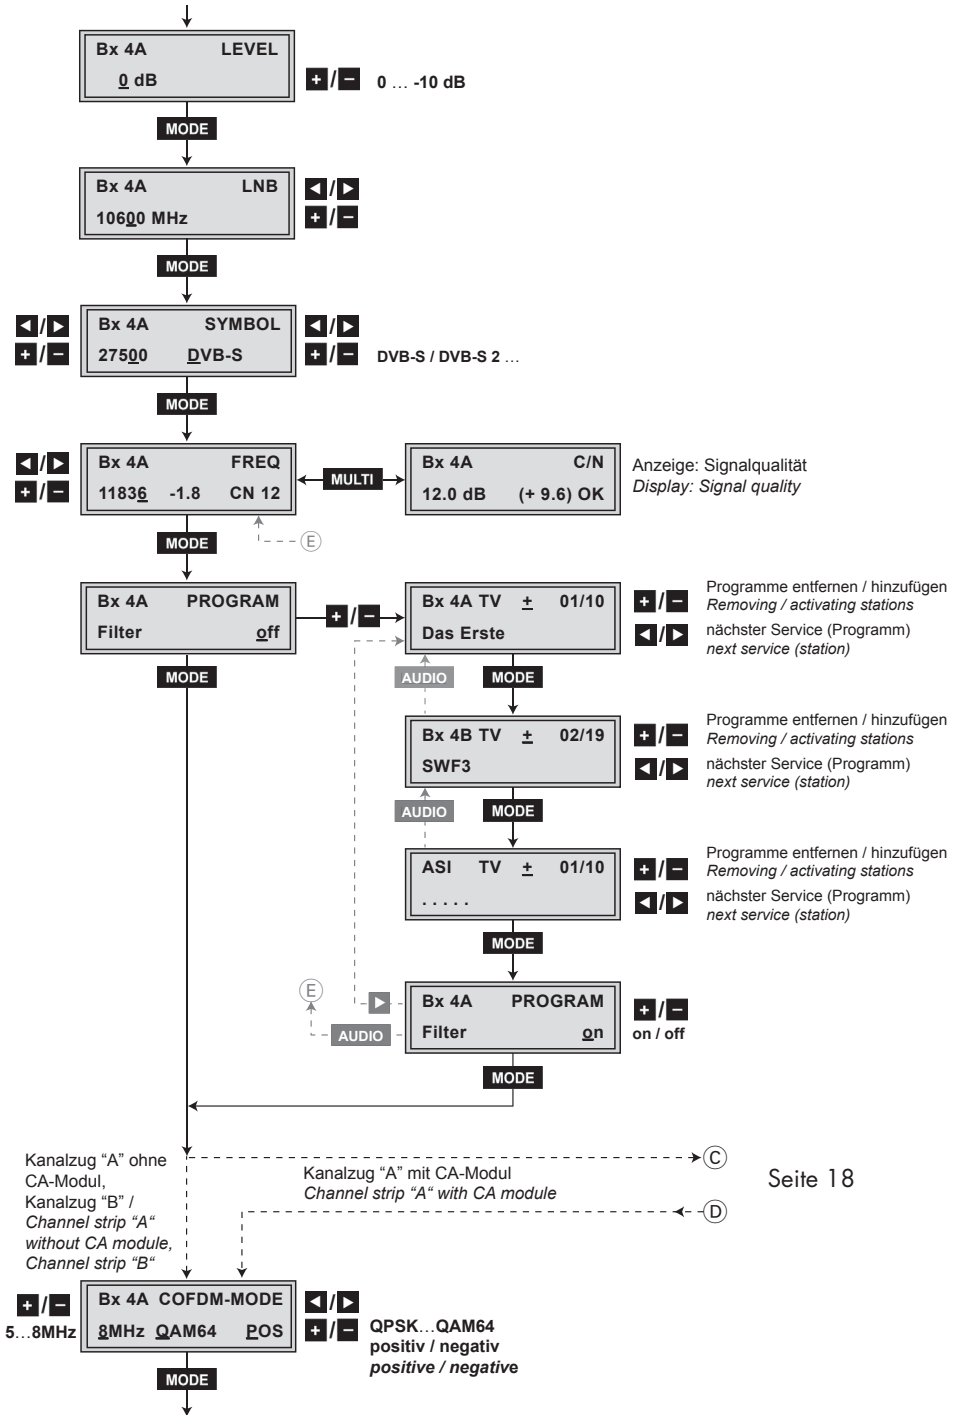 Bx 4A LEVEL
0 dB
+/− 0 … -10 dB
MODE
Bx 4A LNB
10600 MHz
◄/►
+/−
MODE
◄/►
+/−
Bx 4A SYMBOL
27500 DVB-S
◄/►
+/− DVB-S / DVB-S 2 …
MODE
◄/►
+/−
Bx 4A FREQ
11836 -1.8 CN 12
MULTI
Bx 4A C/N
12.0 dB (+ 9.6) OK
Anzeige: Signalqualität
Display: Signal quality
E
MODE
Bx 4A PROGRAM
Filter off
+/−
Bx 4A TV + 01/10
Das Erste
+/− Programme entfernen / hinzufügen
Removing / activating stations
◄/► nächster Service (Programm)
next service (station)
MODE
AUDIO MODE
Bx 4B TV + 02/19
SWF3
+/− Programme entfernen / hinzufügen
Removing / activating stations
◄/► nächster Service (Programm)
next service (station)
AUDIO MODE
ASI TV + 01/10
. . . . .
+/− Programme entfernen / hinzufügen
Removing / activating stations
◄/► nächster Service (Programm)
next service (station)
MODE
E
►
AUDIO
Bx 4A PROGRAM
Filter on
+/−
on / off
MODE
Kanalzug “A” ohne
CA-Modul,
Kanalzug “B” /
Channel strip “A“
without CA module,
Channel strip “B“
Kanalzug “A” mit CA-Modul
Channel strip “A“ with CA module
C
D
Seite 18
+/−
5…8MHz
Bx 4A COFDM-MODE
8MHz QAM64 POS
◄/►
+/− QPSK…QAM64
positiv / negativ
positive / negative
MODE